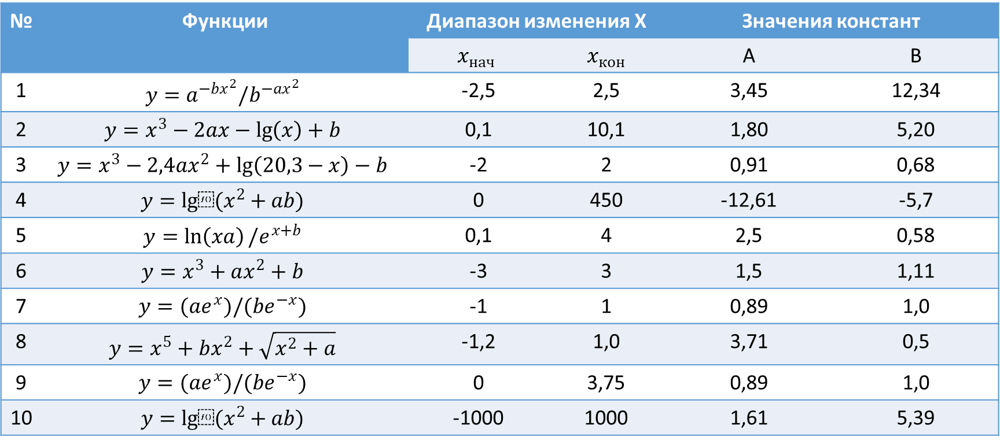 № Функции Диапазон изменения X Значения констант
xнач xкон A B
1 y = a^(-bx^2)/b^(-ax^2) -2,5 2,5 3,45 12,34
2 y = x^3 − 2ax − lg(x) + b 0,1 10,1 1,80 5,20
3 y = x^3 − 2,4ax^2 + lg(20,3 − x) − b -2 2 0,91 0,68
4 y = lg(x^2 + ab) 0 450 -12,61 -5,7
5 y = ln(xa)/e^(x+b) 0,1 4 2,5 0,58
6 y = x^3 + ax^2 + b -3 3 1,5 1,11
7 y = (ae^x)/(be^(−x)) -1 1 0,89 1,0
8 y = x^5 + bx^2 + √(x^2 + a) -1,2 1,0 3,71 0,5
9 y = (ae^x)/(be^(−x)) 0 3,75 0,89 1,0
10 y = lg(x^2 + ab) -1000 1000 1,61 5,39